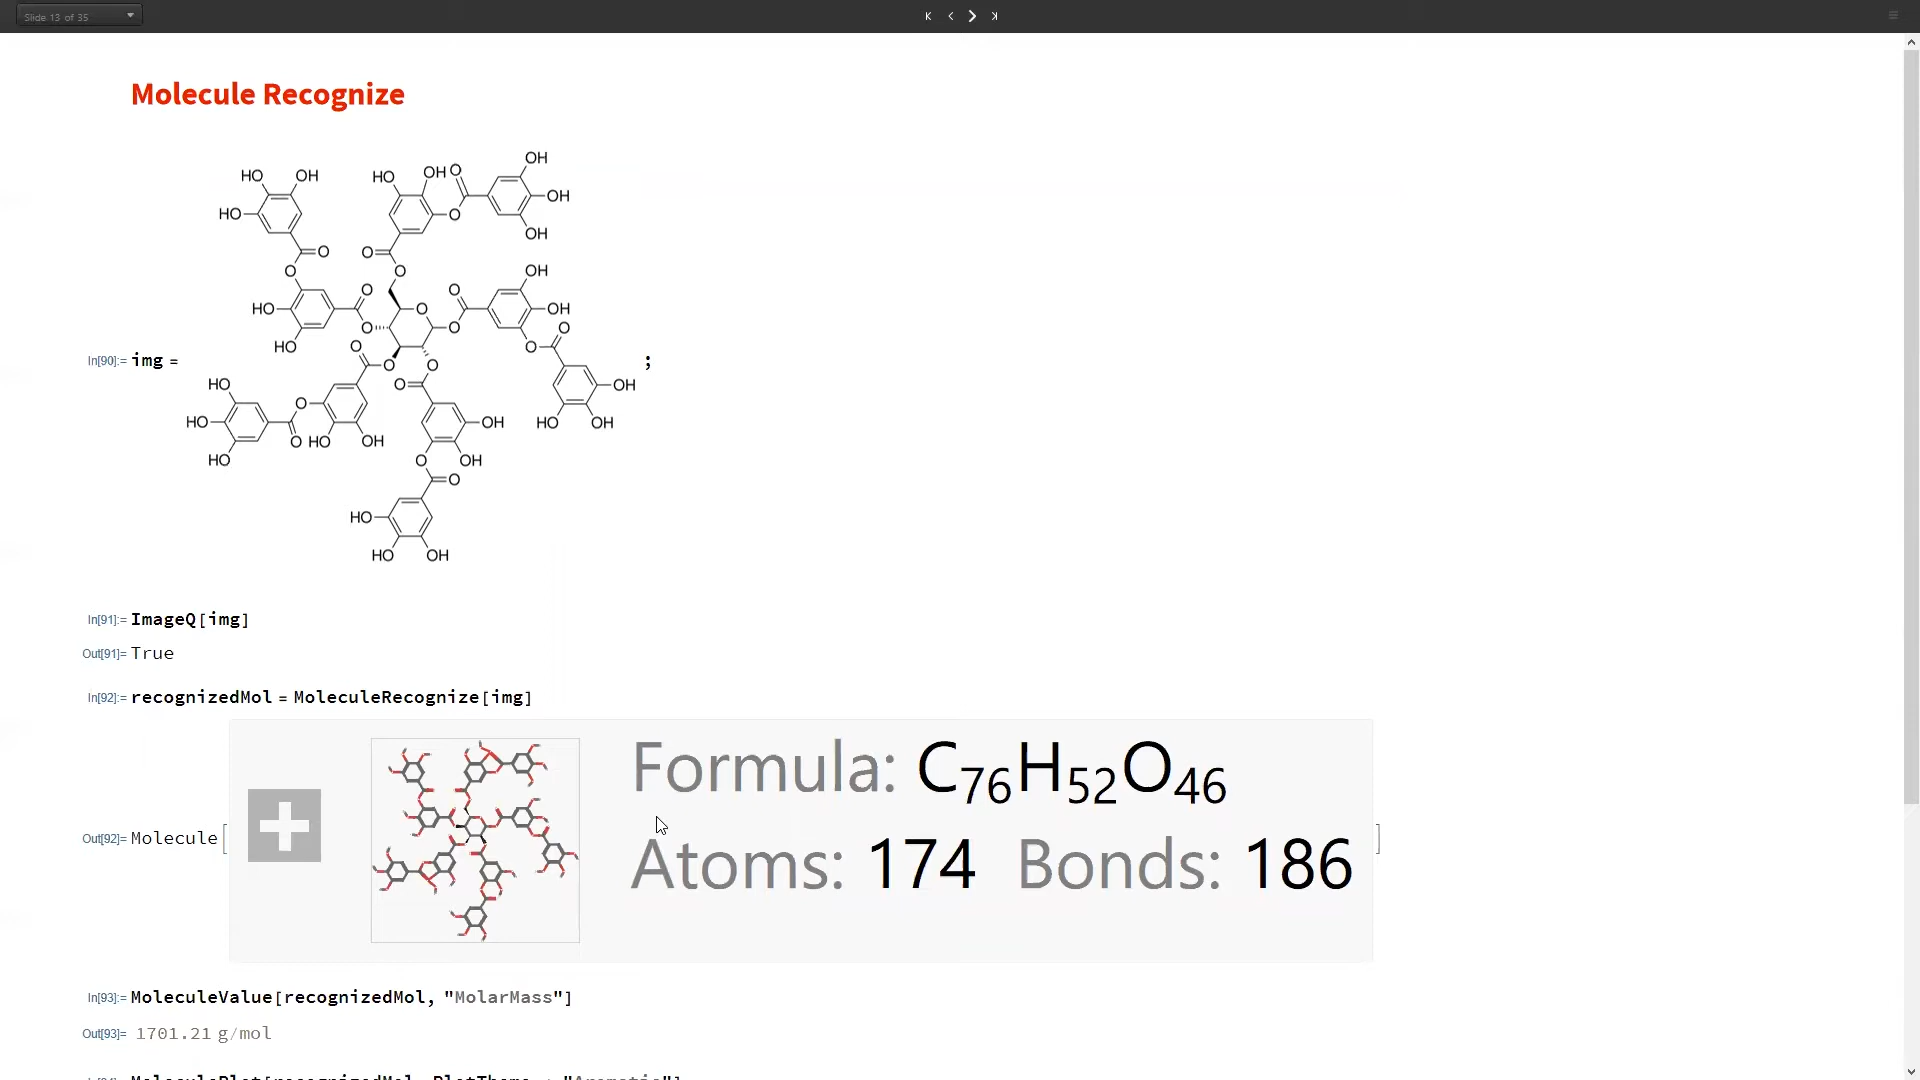 Slide 13 of 35
Molecule Recognize
OH
HO OH HO OH O
HO O OH
OH
O O
O O OH
O O
HO O O OH
O O O
HO O O
O O
HO O OH
HO O OH HO OH
O HO OH
HO O
O
HO
HO OH
In[90]:= img = ;
In[91]:= ImageQ[img]
Out[91]= True
In[92]:= recognizedMol = MoleculeRecognize[img]
Formula: C₇₆H₅₂O₄₆
Out[92]= Molecule[ ]
Atoms: 174 Bonds: 186
In[93]:= MoleculeValue[recognizedMol, "MolarMass"]
Out[93]= 1701.21 g/mol